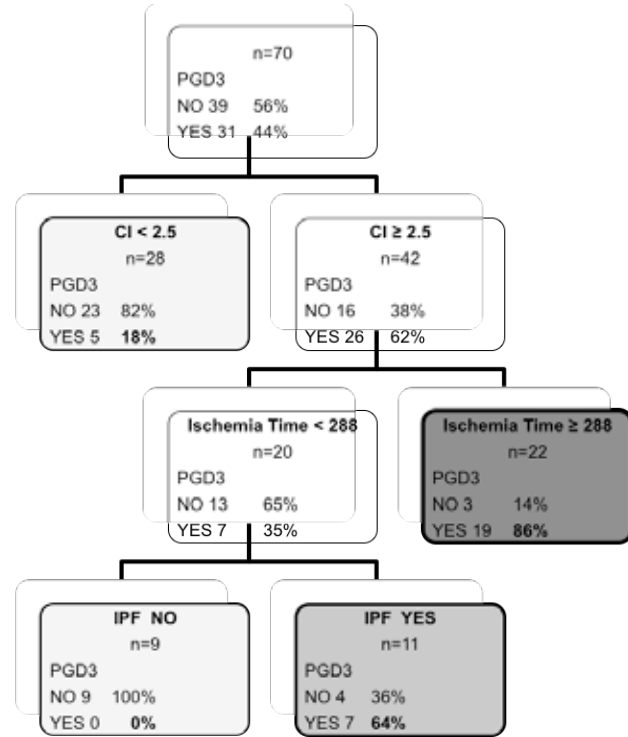 n=70
PGD3
NO 39 56%
YES 31 44%
CI < 2.5
n=28
PGD3
NO 23 82%
YES 5 18%
CI ≥ 2.5
n=42
PGD3
NO 16 38%
YES 26 62%
Ischemia Time < 288
n=20
PGD3
NO 13 65%
YES 7 35%
Ischemia Time ≥ 288
n=22
PGD3
NO 3 14%
YES 19 86%
IPF NO
n=9
PGD3
NO 9 100%
YES 0 0%
IPF YES
n=11
PGD3
NO 4 36%
YES 7 64%